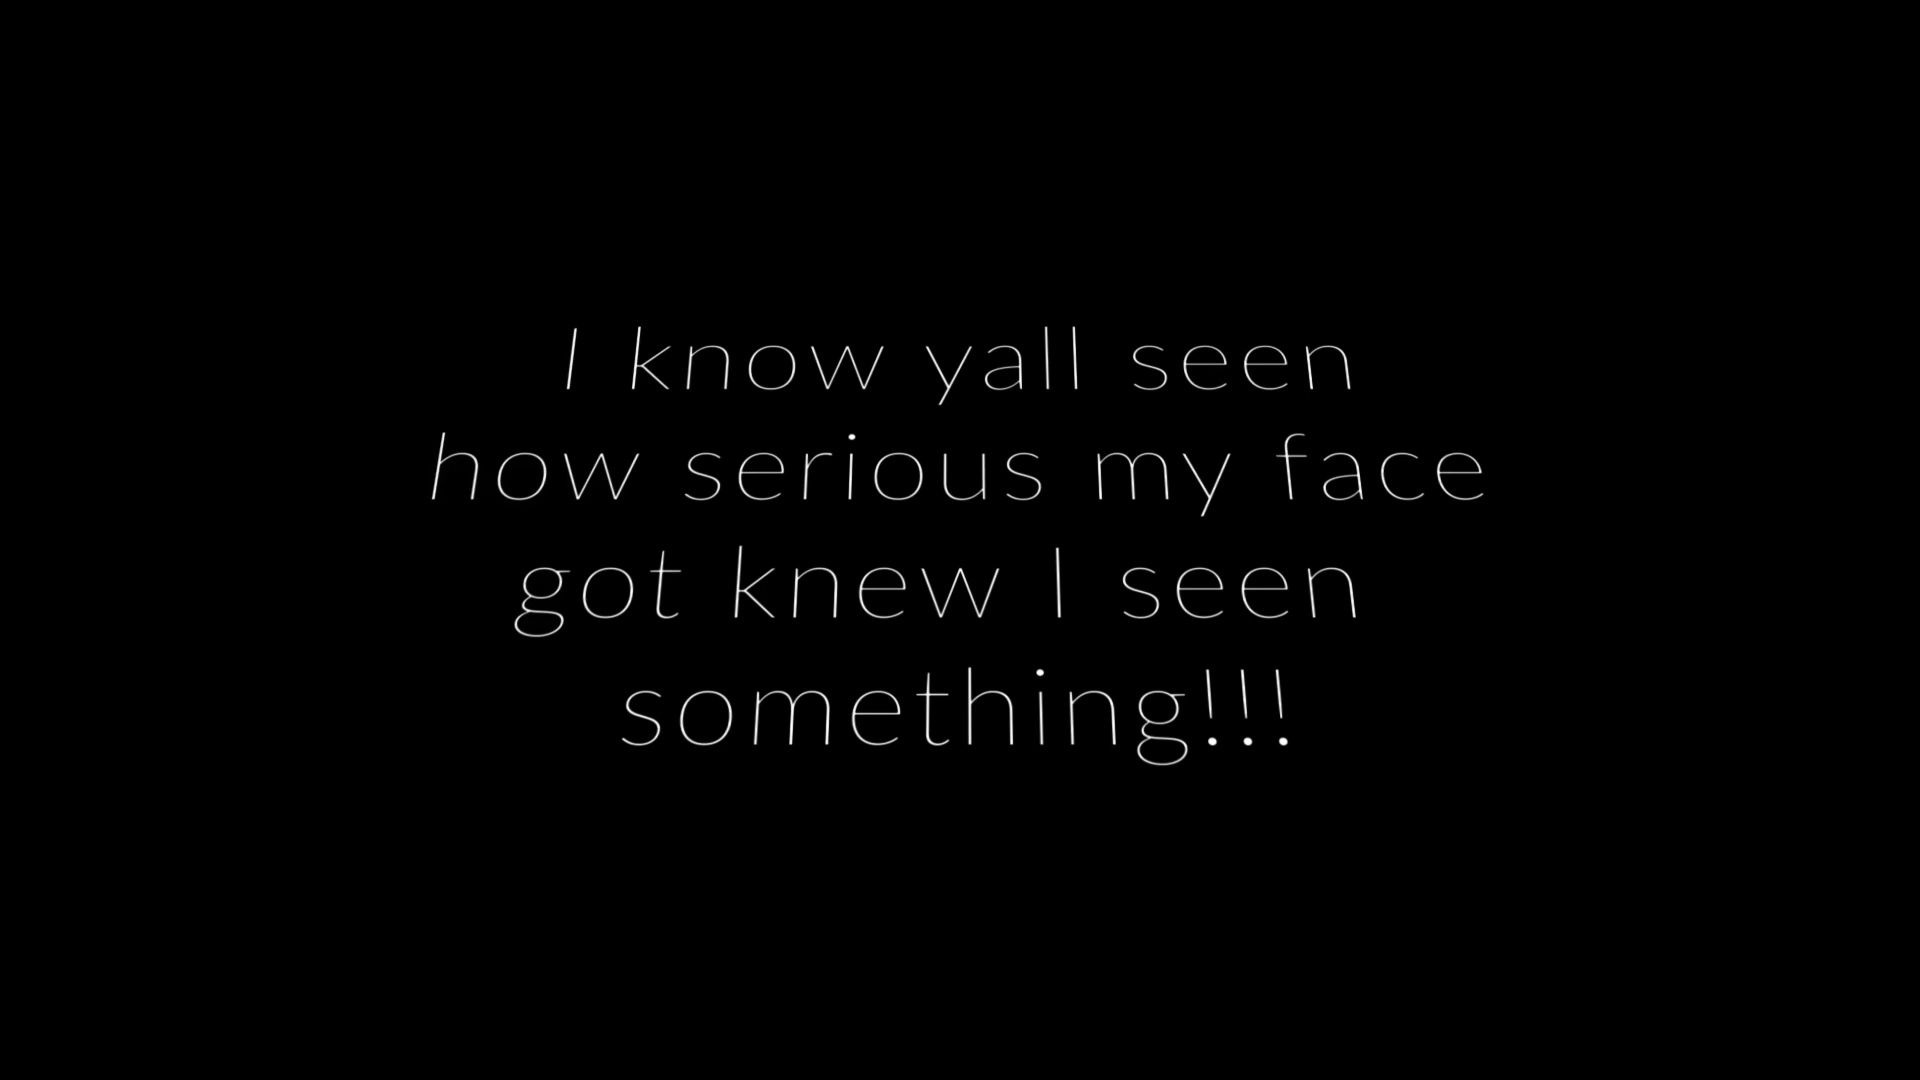 I know yall seen
how serious my face
got knew I seen
something!!!